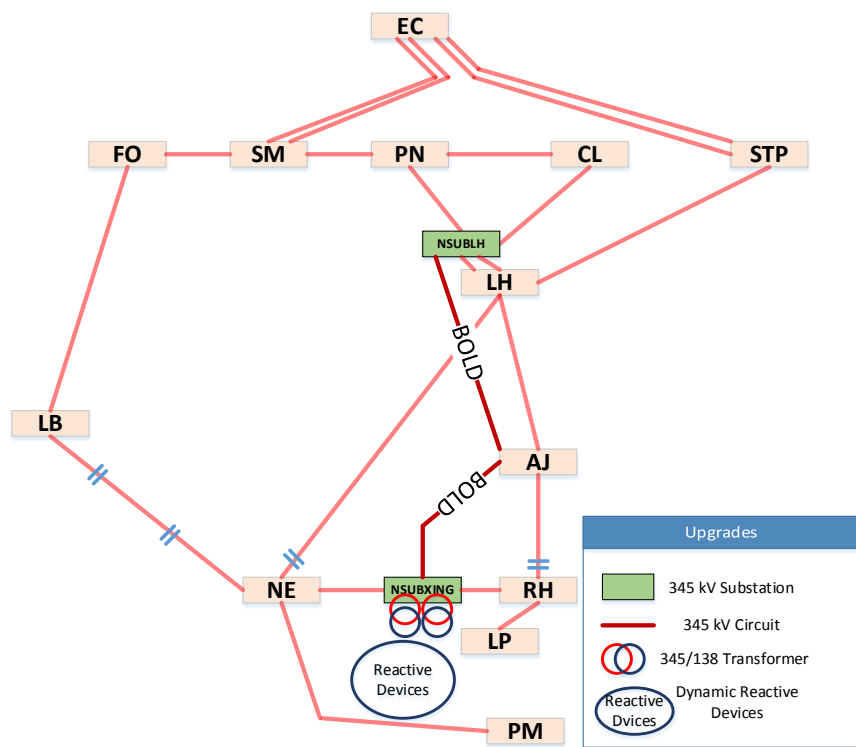 EC
FO
SM
PN
CL
STP
NSUBLH
LH
BOLD
LB
AJ
BOLD
NE
NSUBXING
RH
LP
Reactive
Devices
PM
Upgrades
345 kV Substation
345 kV Circuit
345/138 Transformer
Reactive
Dvices
Dynamic Reactive
Devices